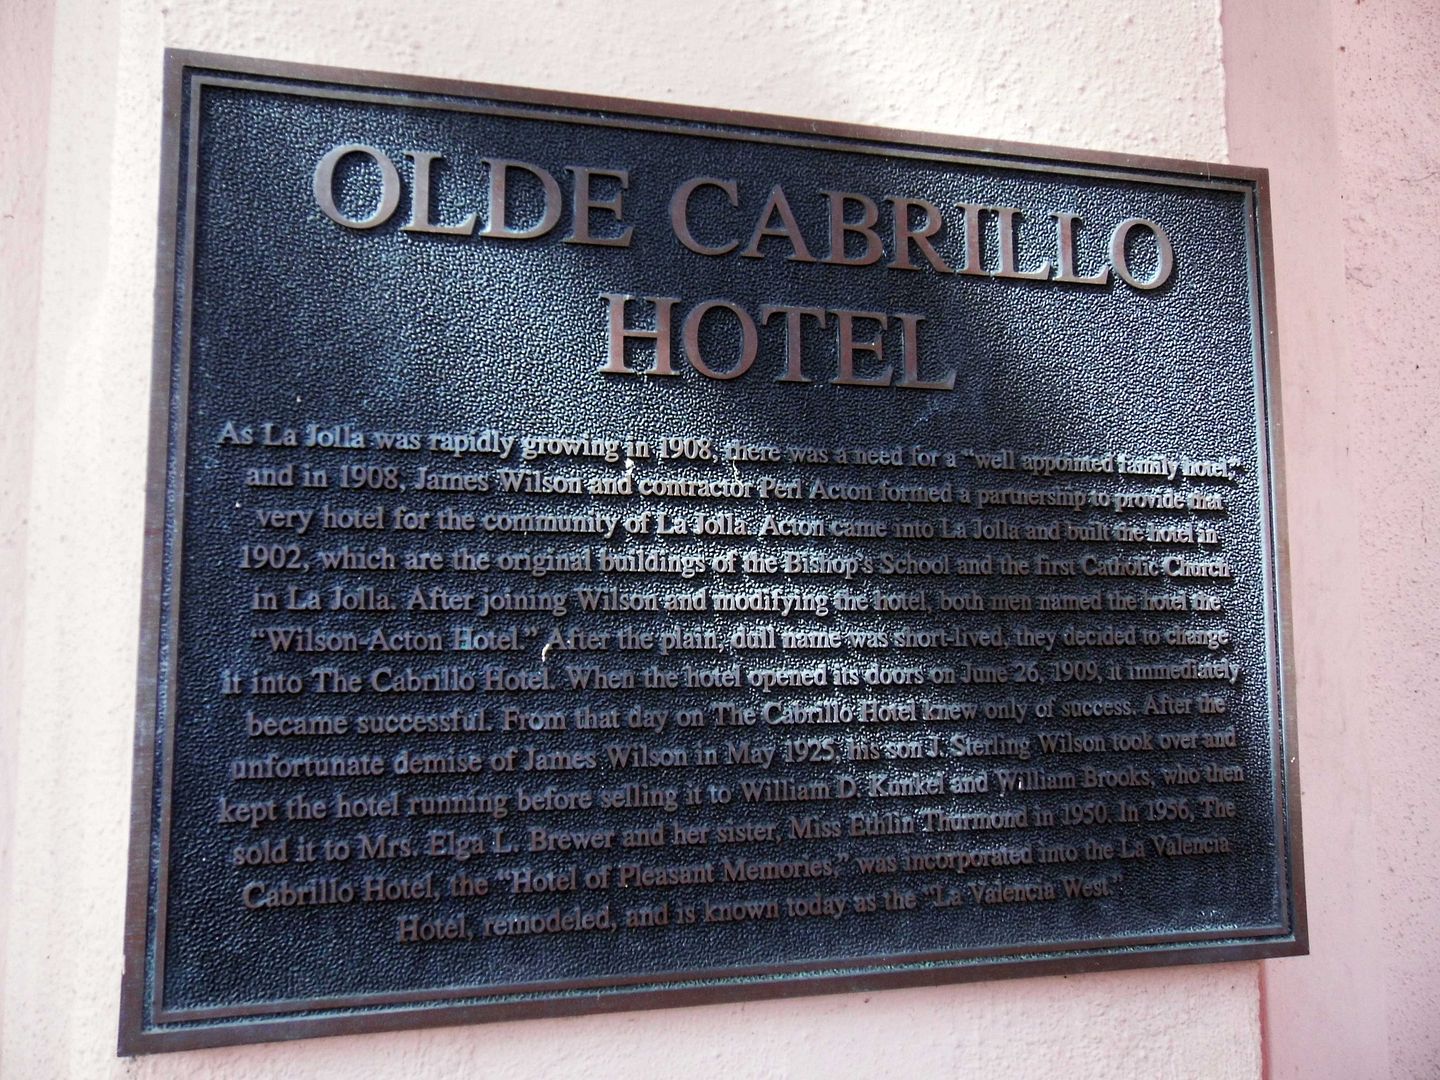 OLDE CABRILLO
HOTEL
As La Jolla was rapidly growing in 1908, there was a need for a "well appointed family hotel,"
and in 1908, James Wilson and contractor Perl Acton formed a partnership to provide that
very hotel for the community of La Jolla. Acton came into La Jolla and built the hotel in
1902, which are the original buildings of the Bishop's School and the first Catholic Church
in La Jolla. After joining Wilson and modifying the hotel, both men named the hotel the
"Wilson-Acton Hotel." After the plain, dull name was short-lived, they decided to change
it into The Cabrillo Hotel. When the hotel opened its doors on June 26, 1909, it immediately
became successful. From that day on The Cabrillo Hotel knew only of success. After the
unfortunate demise of James Wilson in May 1925, his son J. Sterling Wilson took over and
kept the hotel running before selling it to William D. Kunkel and William Brooks, who then
sold it to Mrs. Elga L. Brewer and her sister, Miss Ethlin Thurmond in 1950. In 1956, The
Cabrillo Hotel, the "Hotel of Pleasant Memories," was incorporated into the La Valencia
Hotel, remodeled, and is known today as the "La Valencia West."